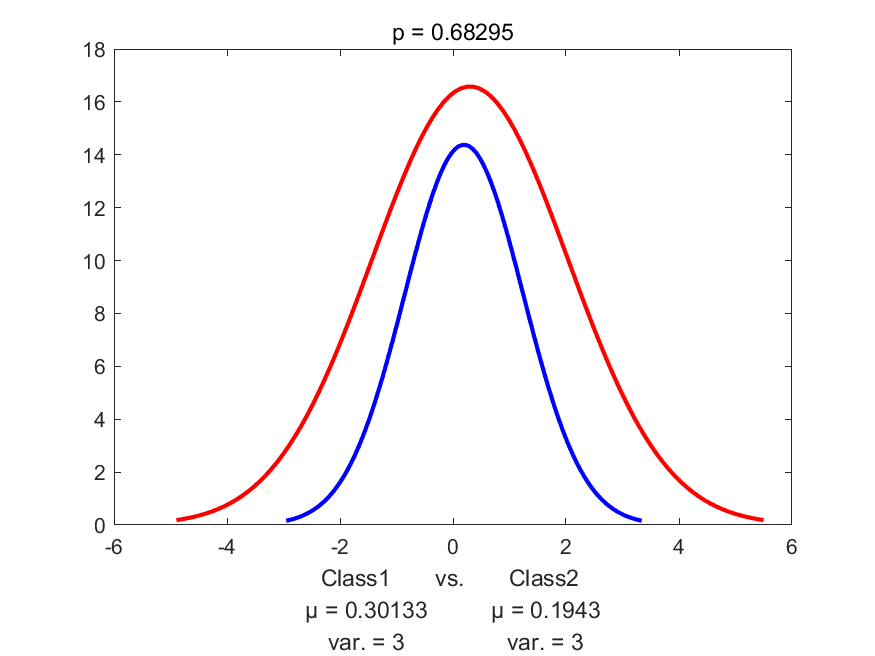 p = 0.68295
18
16
14
12
10
8
6
4
2
0
-6 -4 -2 0 2 4 6
Class1 vs. Class2
μ = 0.30133 μ = 0.1943
var. = 3 var. = 3